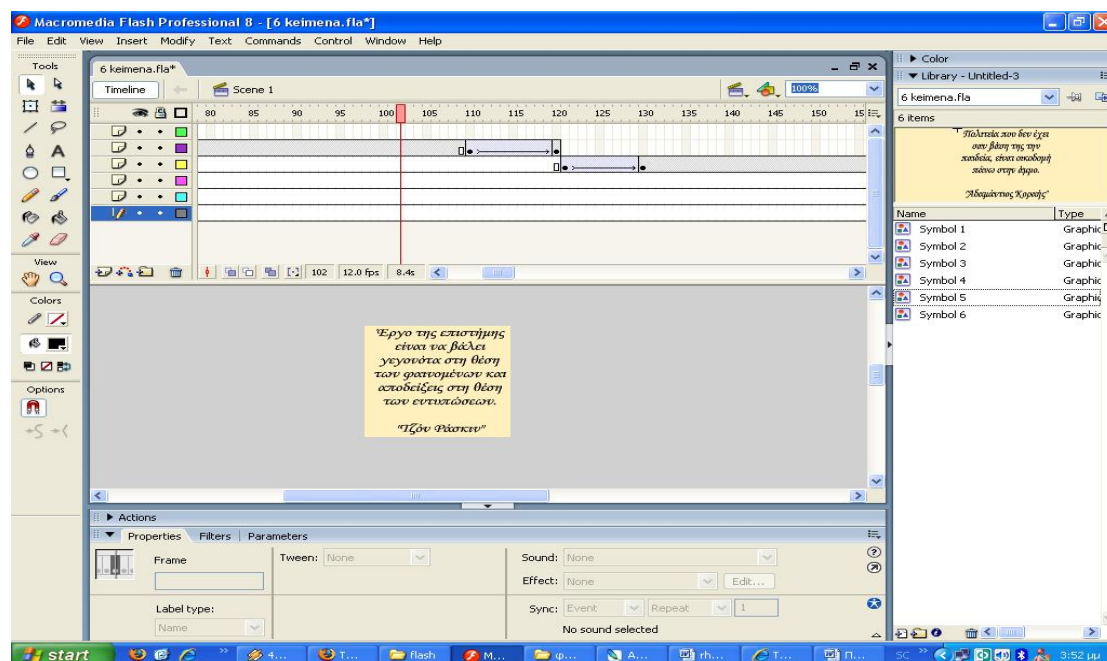 Macromedia Flash Professional 8 - [6 keimena.fla*]
File Edit View Insert Modify Text Commands Control Window Help
Tools
6 keimena.fla*
Timeline
Scene 1
100%
80 85 90 95 100 105 110 115 120 125 130 135 140 145 150 15
102 12.0 fps 8.4s
View
Colors
Options
Έργο της επιστήμης
είναι να βάλει
γεγονότα στη θέση
των φαινομένων και
αποδείξεις στη θέση
των εντυπώσεων.
"Τζόν Ράσκιν"
Actions
Properties Filters Parameters
Frame
Tween: None
Sound: None
Effect: None Edit...
Label type:
Name
Sync: Event Repeat 1
No sound selected
Color
Library - Untitled-3
6 keimena.fla
6 items
Πολιτεία που δεν έχει
σαν βάση της την
παιδεία, είναι οικοδομή
πάνω στην άμμο.
"Αδαμάντιος Κοραής"
Name Type
Symbol 1 Graphic
Symbol 2 Graphic
Symbol 3 Graphic
Symbol 4 Graphic
Symbol 5 Graphic
Symbol 6 Graphic
start 4... T... flash M... φ... A... rh... T... Π... SC 3:52 μμ